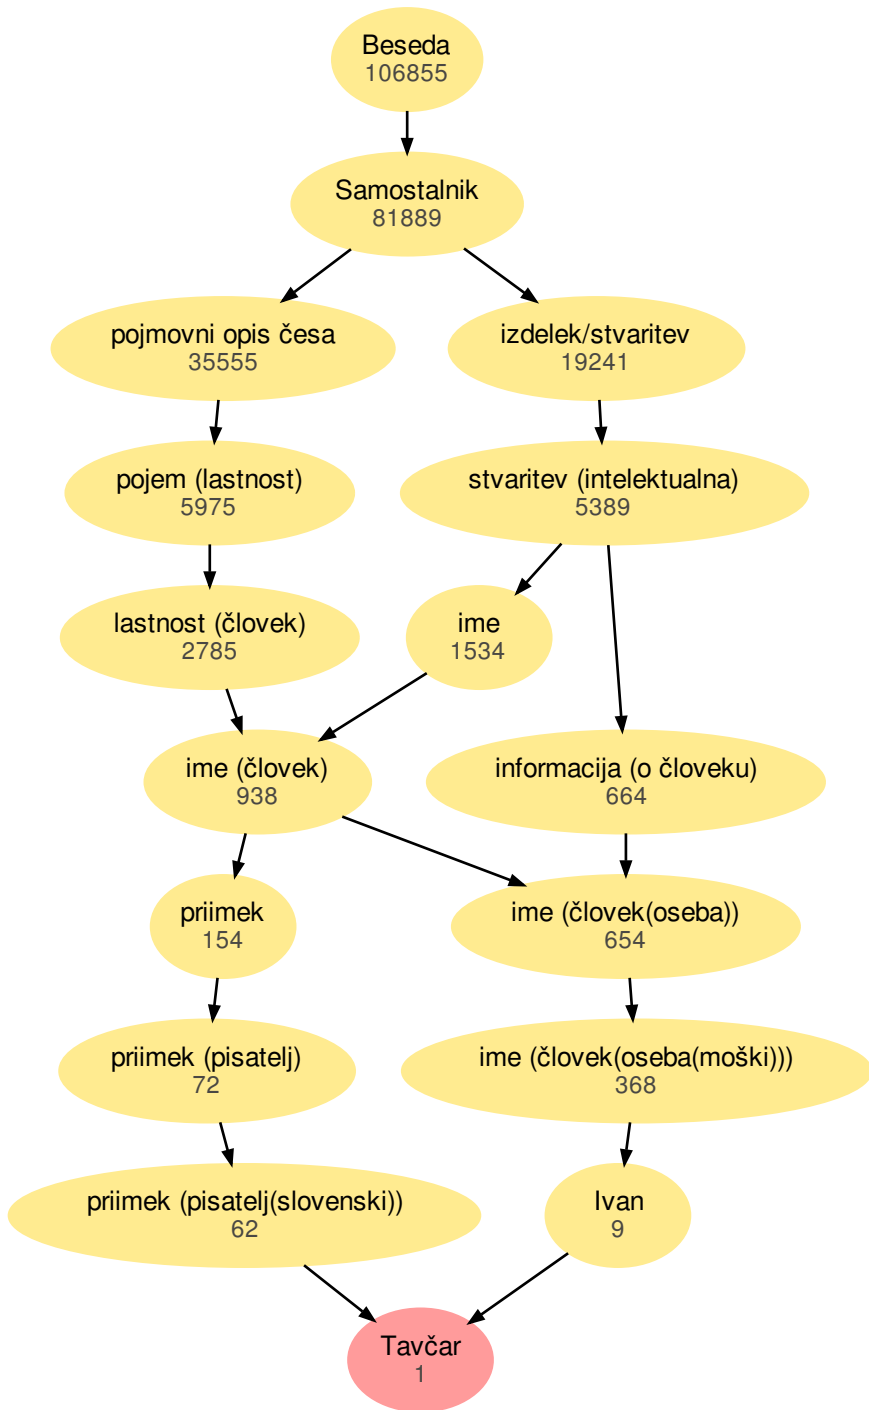 Beseda
106855
Samostalnik
81889
pojmovni opis česa
35555
izdelek/stvaritev
19241
pojem (lastnost)
5975
stvaritev (intelektualna)
5389
lastnost (človek)
2785
ime
1534
ime (človek)
938
informacija (o človeku)
664
priimek
154
ime (človek(oseba))
654
priimek (pisatelj)
72
ime (človek(oseba(moški)))
368
priimek (pisatelj(slovenski))
62
Ivan
9
Tavčar
1